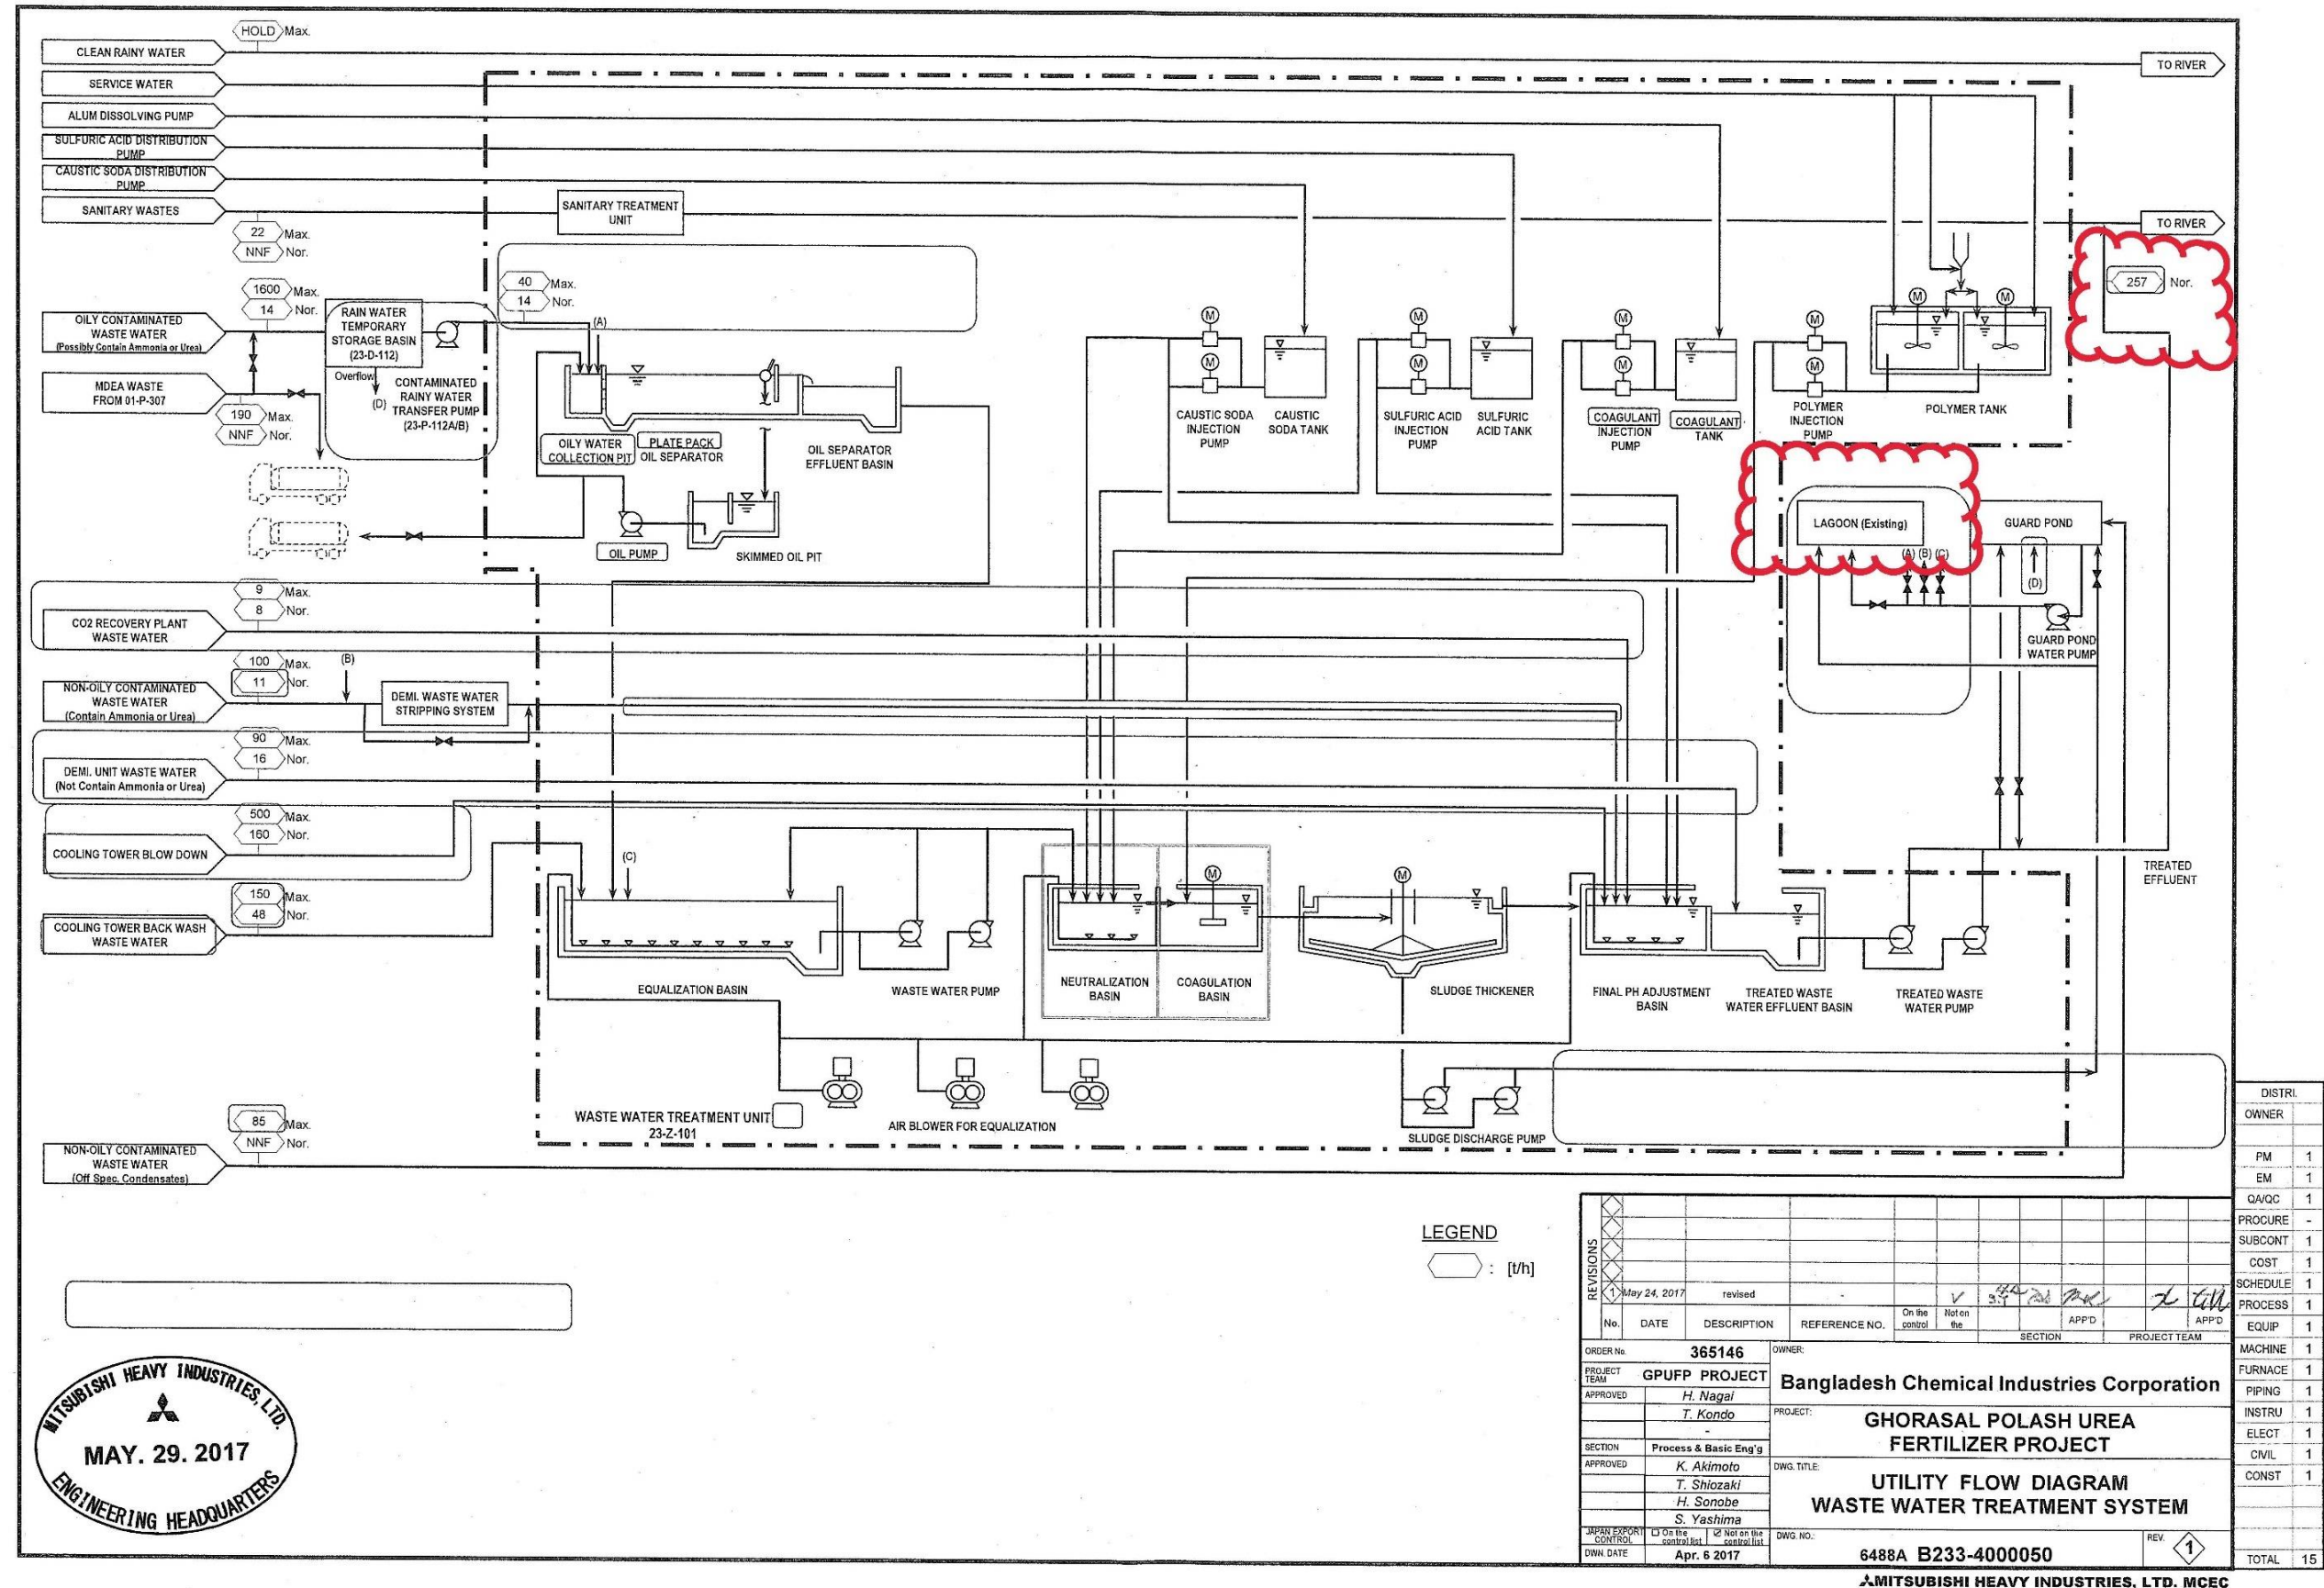 HOLD Max.
CLEAN RAINY WATER
TO RIVER
SERVICE WATER
ALUM DISSOLVING PUMP
SULFURIC ACID DISTRIBUTION
PUMP
CAUSTIC SODA DISTRIBUTION
PUMP
SANITARY WASTES
SANITARY TREATMENT
UNIT
TO RIVER
22 Max.
NNF Nor.
257 Nor.
1600 Max.
14 Nor.
40 Max.
14 Nor.
OILY CONTAMINATED
WASTE WATER
(Possibly Contain Ammonia or Urea)
RAIN WATER
TEMPORARY
STORAGE BASIN
(23-D-112)
Overflow
(D)
(A)
CONTAMINATED
RAINY WATER
TRANSFER PUMP
(23-P-112A/B)
MDEA WASTE
FROM 01-P-307
190 Max.
NNF Nor.
M
M
M
M
M
M
M
M
M
M
OILY WATER
COLLECTION PIT
PLATE PACK
OIL SEPARATOR
OIL SEPARATOR
EFFLUENT BASIN
CAUSTIC SODA
INJECTION
PUMP
CAUSTIC
SODA TANK
SULFURIC ACID
INJECTION
PUMP
SULFURIC
ACID TANK
COAGULANT
INJECTION
PUMP
COAGULANT
TANK
POLYMER
INJECTION
PUMP
POLYMER TANK
OIL PUMP
SKIMMED OIL PIT
LAGOON (Existing)
GUARD POND
(A) (B) (C)
(D)
GUARD POND
WATER PUMP
9 Max.
8 Nor.
CO2 RECOVERY PLANT
WASTE WATER
100 Max.
11 Nor.
(B)
NON-OILY CONTAMINATED
WASTE WATER
(Contain Ammonia or Urea)
DEMI. WASTE WATER
STRIPPING SYSTEM
90 Max.
16 Nor.
DEMI. UNIT WASTE WATER
(Not Contain Ammonia or Urea)
500 Max.
160 Nor.
COOLING TOWER BLOW DOWN
(C)
150 Max.
48 Nor.
COOLING TOWER BACK WASH
WASTE WATER
M
M
TREATED
EFFLUENT
EQUALIZATION BASIN
WASTE WATER PUMP
NEUTRALIZATION
BASIN
COAGULATION
BASIN
SLUDGE THICKENER
FINAL PH ADJUSTMENT
BASIN
TREATED WASTE
WATER EFFLUENT BASIN
TREATED WASTE
WATER PUMP
WASTE WATER TREATMENT UNIT
23-Z-101
AIR BLOWER FOR EQUALIZATION
SLUDGE DISCHARGE PUMP
85 Max.
NNF Nor.
NON-OILY CONTAMINATED
WASTE WATER
(Off Spec. Condensates)
LEGEND
: [t/h]
MITSUBISHI HEAVY INDUSTRIES, LTD.
MAY. 29. 2017
ENGINEERING HEADQUARTERS
REVISIONS
1 May 24, 2017 revised -
No. DATE DESCRIPTION REFERENCE NO. On the control Not on the APP'D APP'D
SECTION PROJECT TEAM
ORDER No. 365146
PROJECT TEAM GPUFP PROJECT
APPROVED H. Nagai
T. Kondo
-
SECTION Process & Basic Eng'g
APPROVED K. Akimoto
T. Shiozaki
H. Sonobe
S. Yashima
JAPAN EXPORT CONTROL On the control list Not on the control list
DWN. DATE Apr. 6 2017
OWNER:
Bangladesh Chemical Industries Corporation
PROJECT:
GHORASAL POLASH UREA
FERTILIZER PROJECT
DWG. TITLE:
UTILITY FLOW DIAGRAM
WASTE WATER TREATMENT SYSTEM
DWG. NO.:
6488A B233-4000050
REV. 1
DISTRI.
OWNER
PM 1
EM 1
QA/QC 1
PROCURE -
SUBCONT 1
COST 1
SCHEDULE 1
PROCESS 1
EQUIP 1
MACHINE 1
FURNACE 1
PIPING 1
INSTRU 1
ELECT 1
CIVIL 1
CONST 1
TOTAL 15
MITSUBISHI HEAVY INDUSTRIES, LTD. MCEC